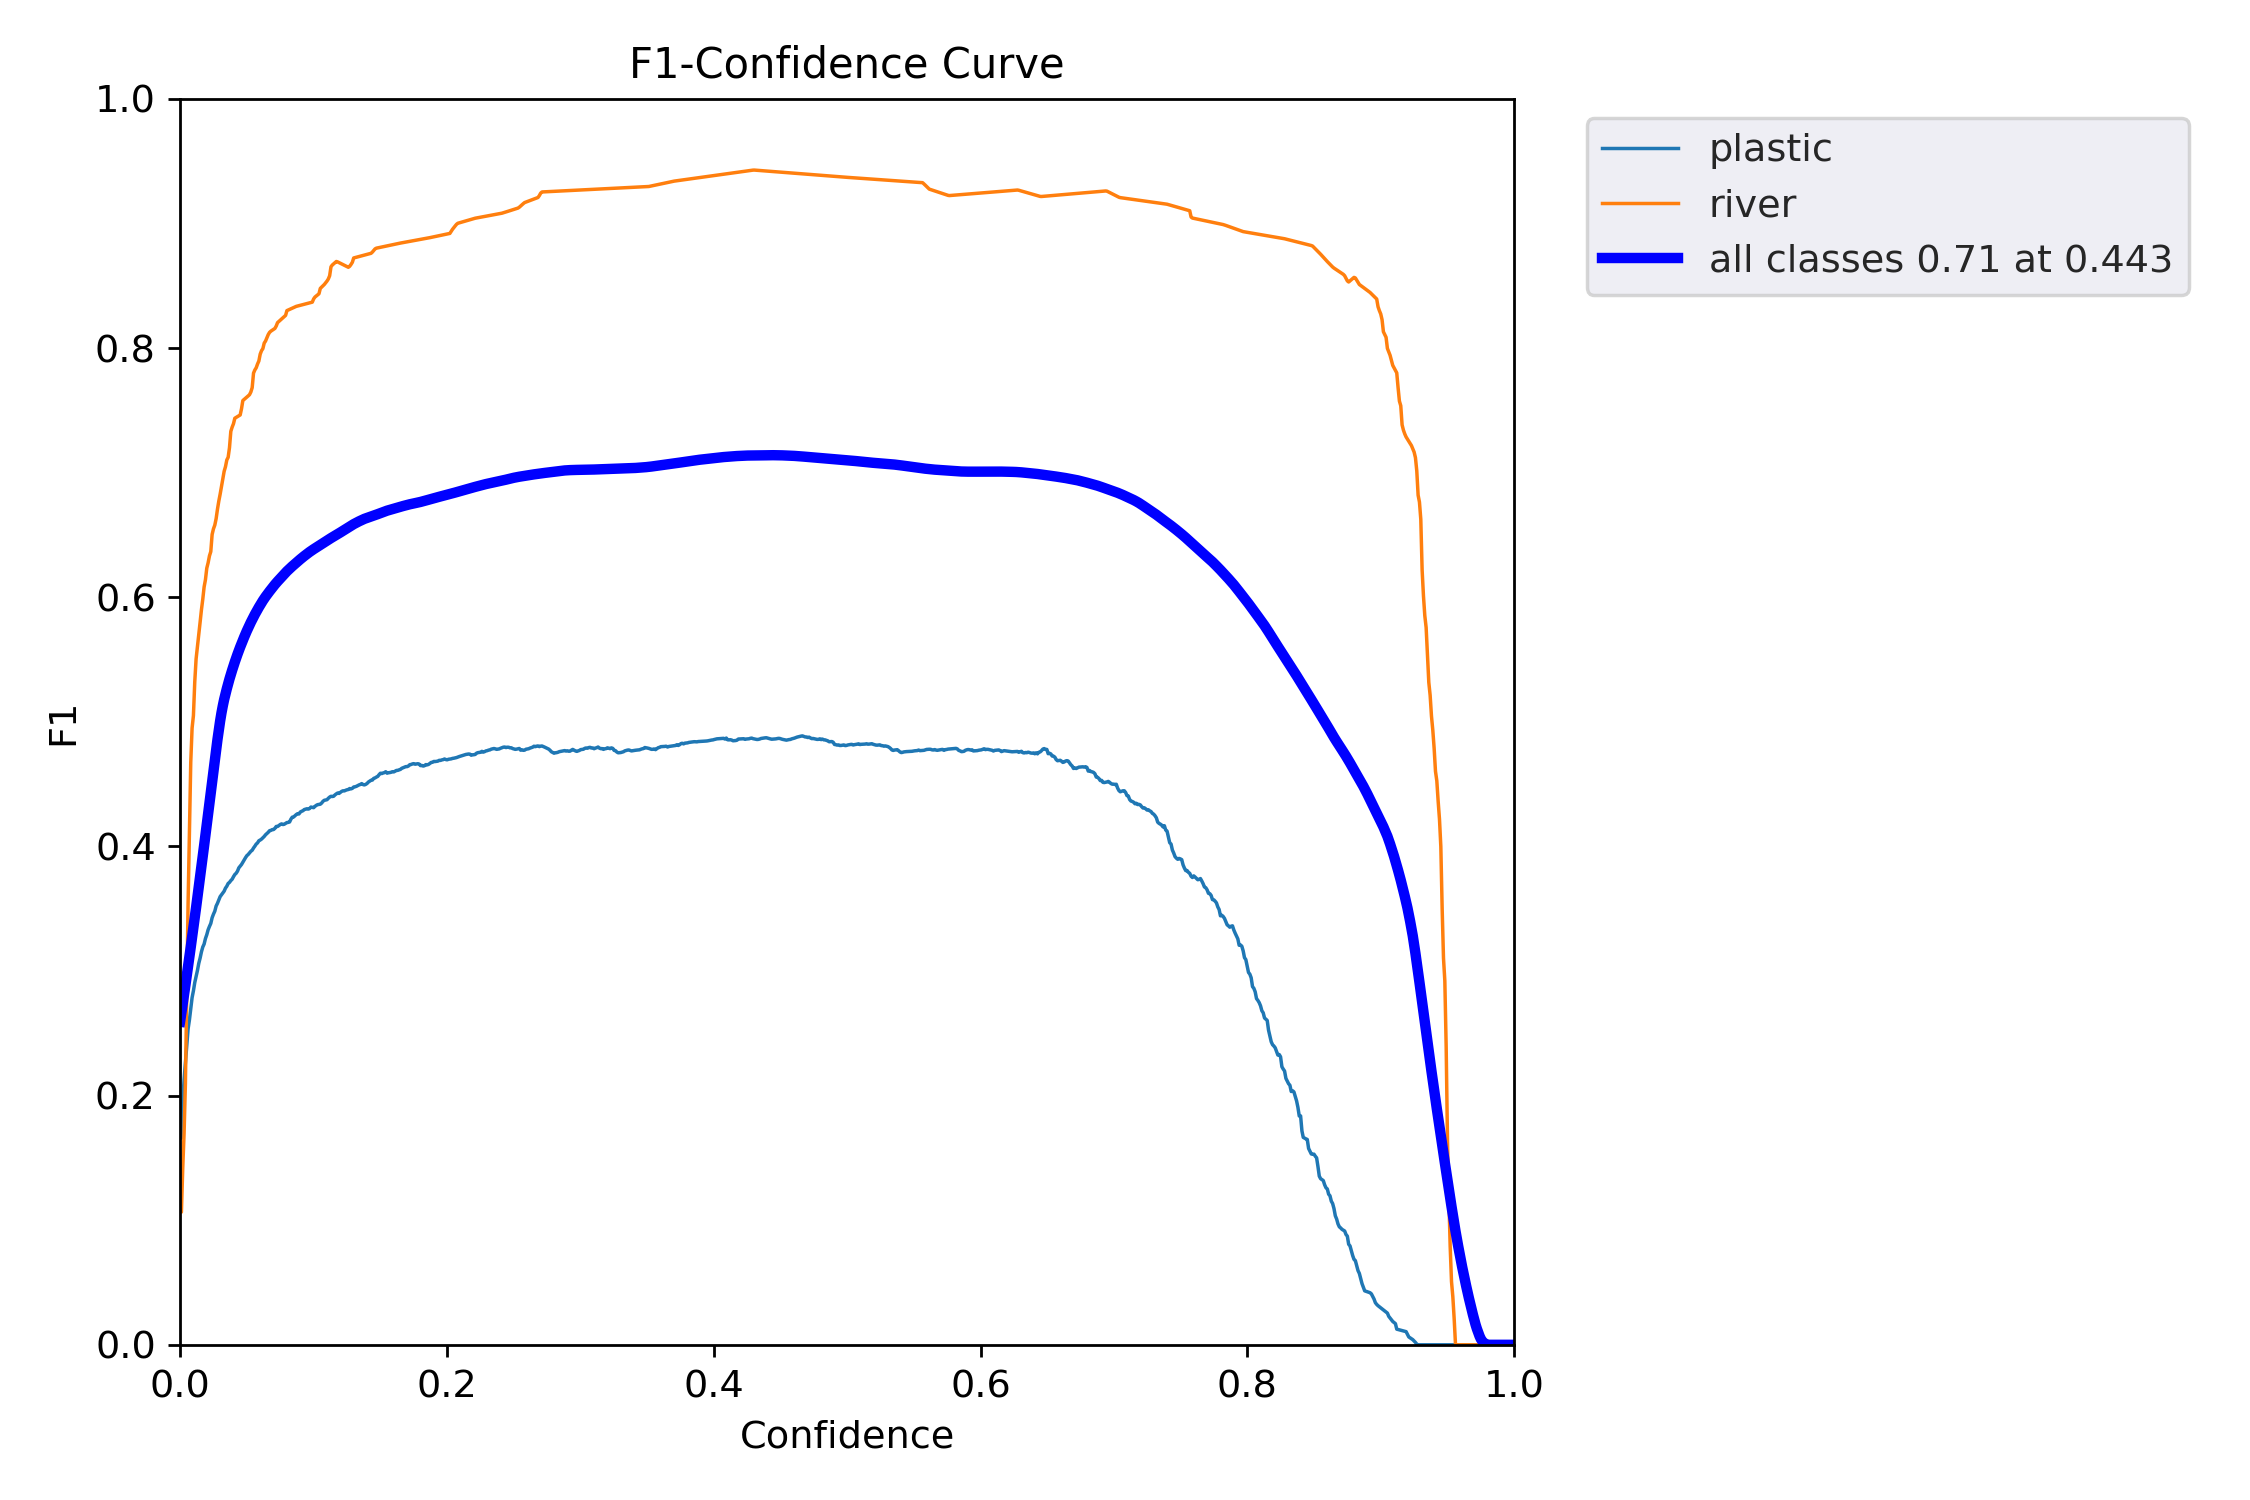 F1-Confidence Curve
1.0
0.8
0.6
0.4
0.2
0.0
F1
0.0 0.2 0.4 0.6 0.8 1.0
Confidence
plastic
river
all classes 0.71 at 0.443